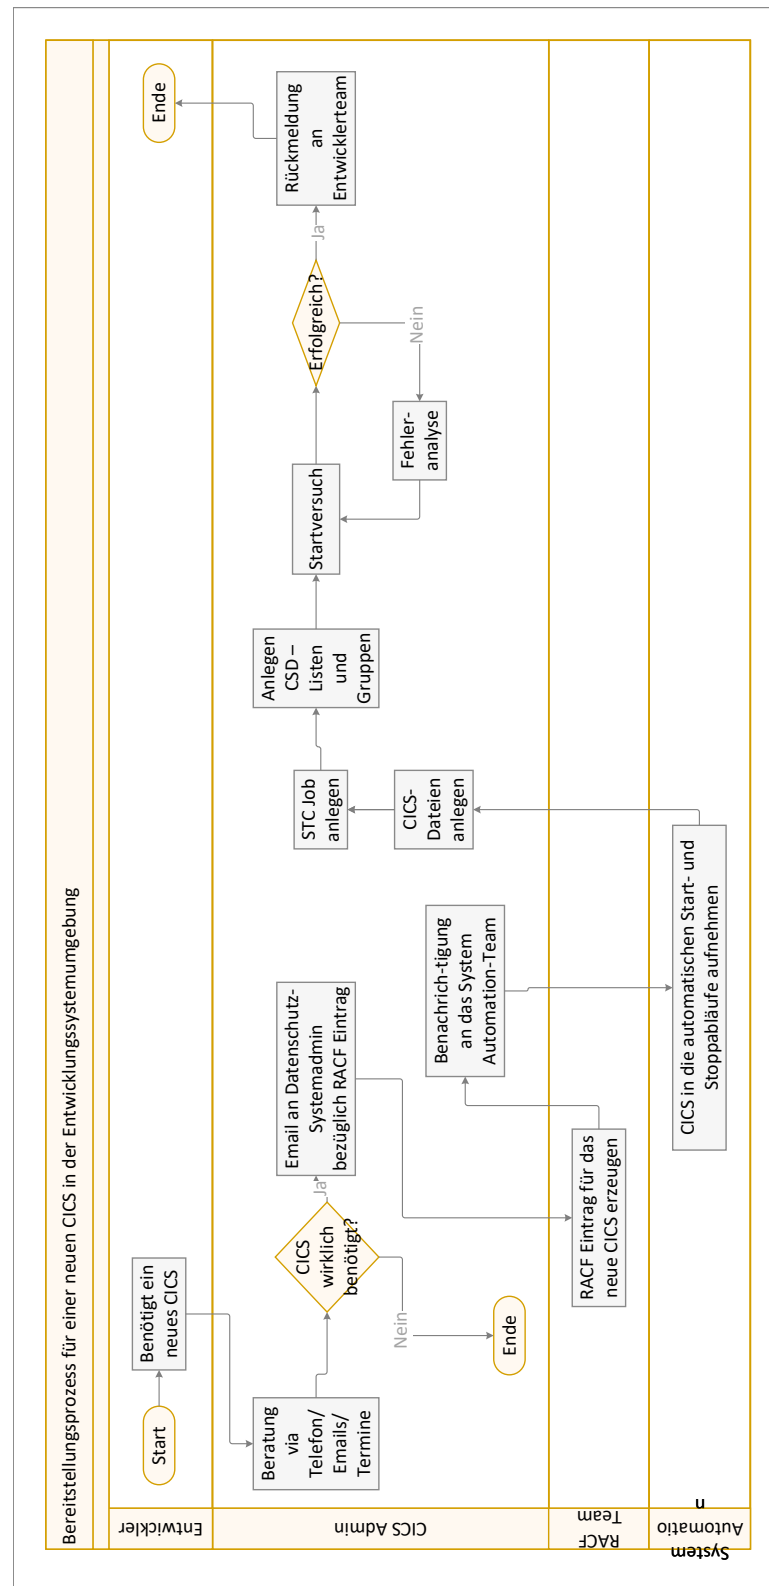 Bereitstellungsprozess für einer neuen CICS in der Entwicklungssystemumgebung
Entwickler
Start
Benötigt ein
neues CICS
Ende
CICS Admin
Beratung
via
Telefon/
Emails/
Termine
CICS
wirklich
benötigt?
Ja
Nein
Ende
Email an Datenschutz-
Systemadmin
bezüglich RACF Eintrag
Benachrich-tigung
an das System
Automation-Team
CICS-
Dateien
anlegen
STC Job
anlegen
Anlegen
CSD –
Listen
und
Gruppen
Startversuch
Erfolgreich?
Ja
Nein
Fehler-
analyse
Rückmeldung
an
Entwicklerteam
RACF
Team
RACF Eintrag für das
neue CICS erzeugen
System
Automatio
n
CICS in die automatischen Start- und
Stoppabläufe aufnehmen